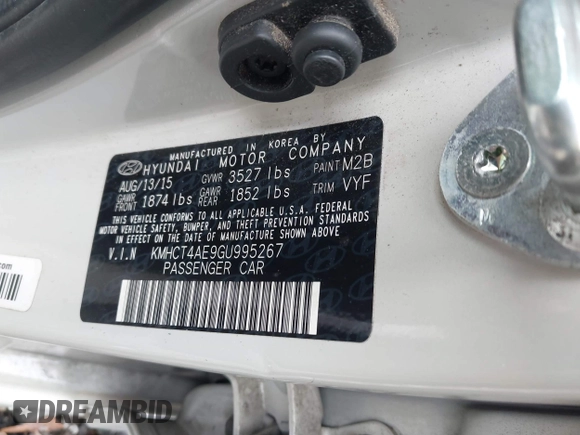 MANUFACTURED IN KOREA BY
HYUNDAI MOTOR COMPANY
AUG/13/15 GVWR 3527 lbs PAINT M2B
GAWR FRONT 1874 lbs GAWR REAR 1852 lbs TRIM VYF
THIS VEHICLE CONFORMS TO ALL APPLICABLE U.S.A. FEDERAL
MOTOR VEHICLE SAFETY, BUMPER, AND THEFT PREVENTION STANDARDS
IN EFFECT ON THE DATE OF MANUFACTURE SHOWN ABOVE.
V.I.N KMHCT4AE9GU995267
PASSENGER CAR
.com
DREAMBID